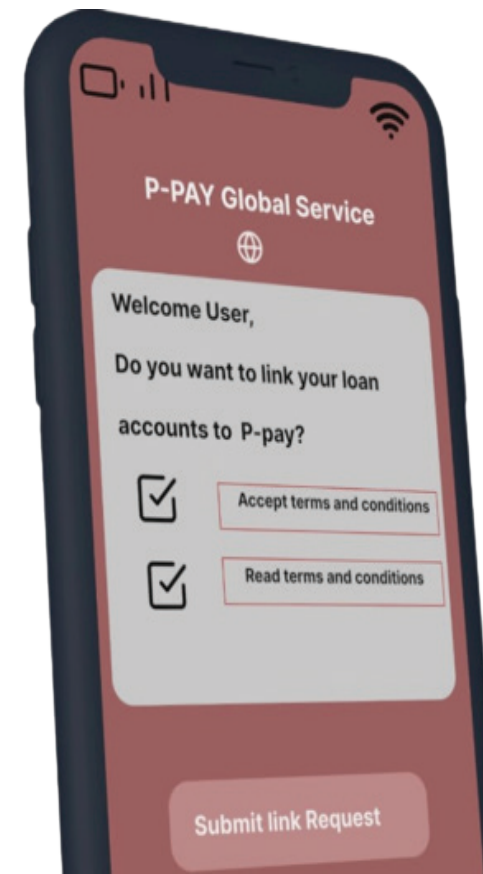 P-PAY Global Service
Welcome User,
Do you want to link your loan
accounts to P-pay?
Accept terms and conditions
Read terms and conditions
Submit link Request